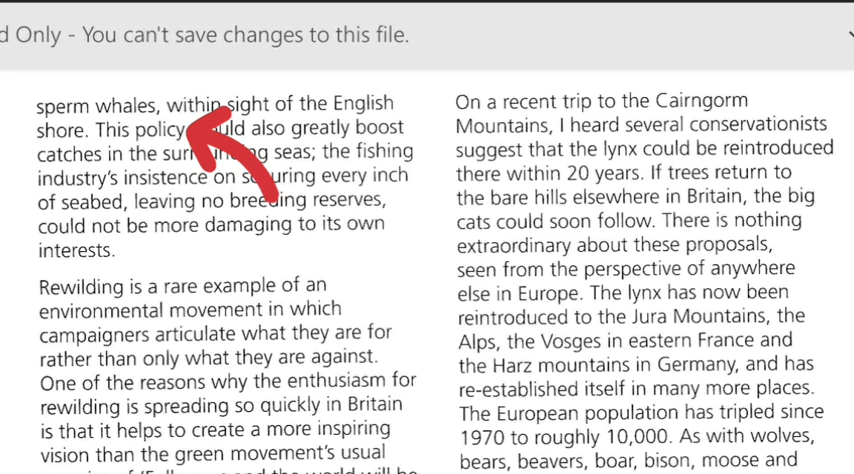 d Only - You can't save changes to this file.
sperm whales, within sight of the English
shore. This policy would also greatly boost
catches in the surrounding seas; the fishing
industry's insistence on scouring every inch
of seabed, leaving no breeding reserves,
could not be more damaging to its own
interests.
Rewilding is a rare example of an
environmental movement in which
campaigners articulate what they are for
rather than only what they are against.
One of the reasons why the enthusiasm for
rewilding is spreading so quickly in Britain
is that it helps to create a more inspiring
vision than the green movement's usual
On a recent trip to the Cairngorm
Mountains, I heard several conservationists
suggest that the lynx could be reintroduced
there within 20 years. If trees return to
the bare hills elsewhere in Britain, the big
cats could soon follow. There is nothing
extraordinary about these proposals,
seen from the perspective of anywhere
else in Europe. The lynx has now been
reintroduced to the Jura Mountains, the
Alps, the Vosges in eastern France and
the Harz mountains in Germany, and has
re-established itself in many more places.
The European population has tripled since
1970 to roughly 10,000. As with wolves,
bears, beavers, boar, bison, moose and